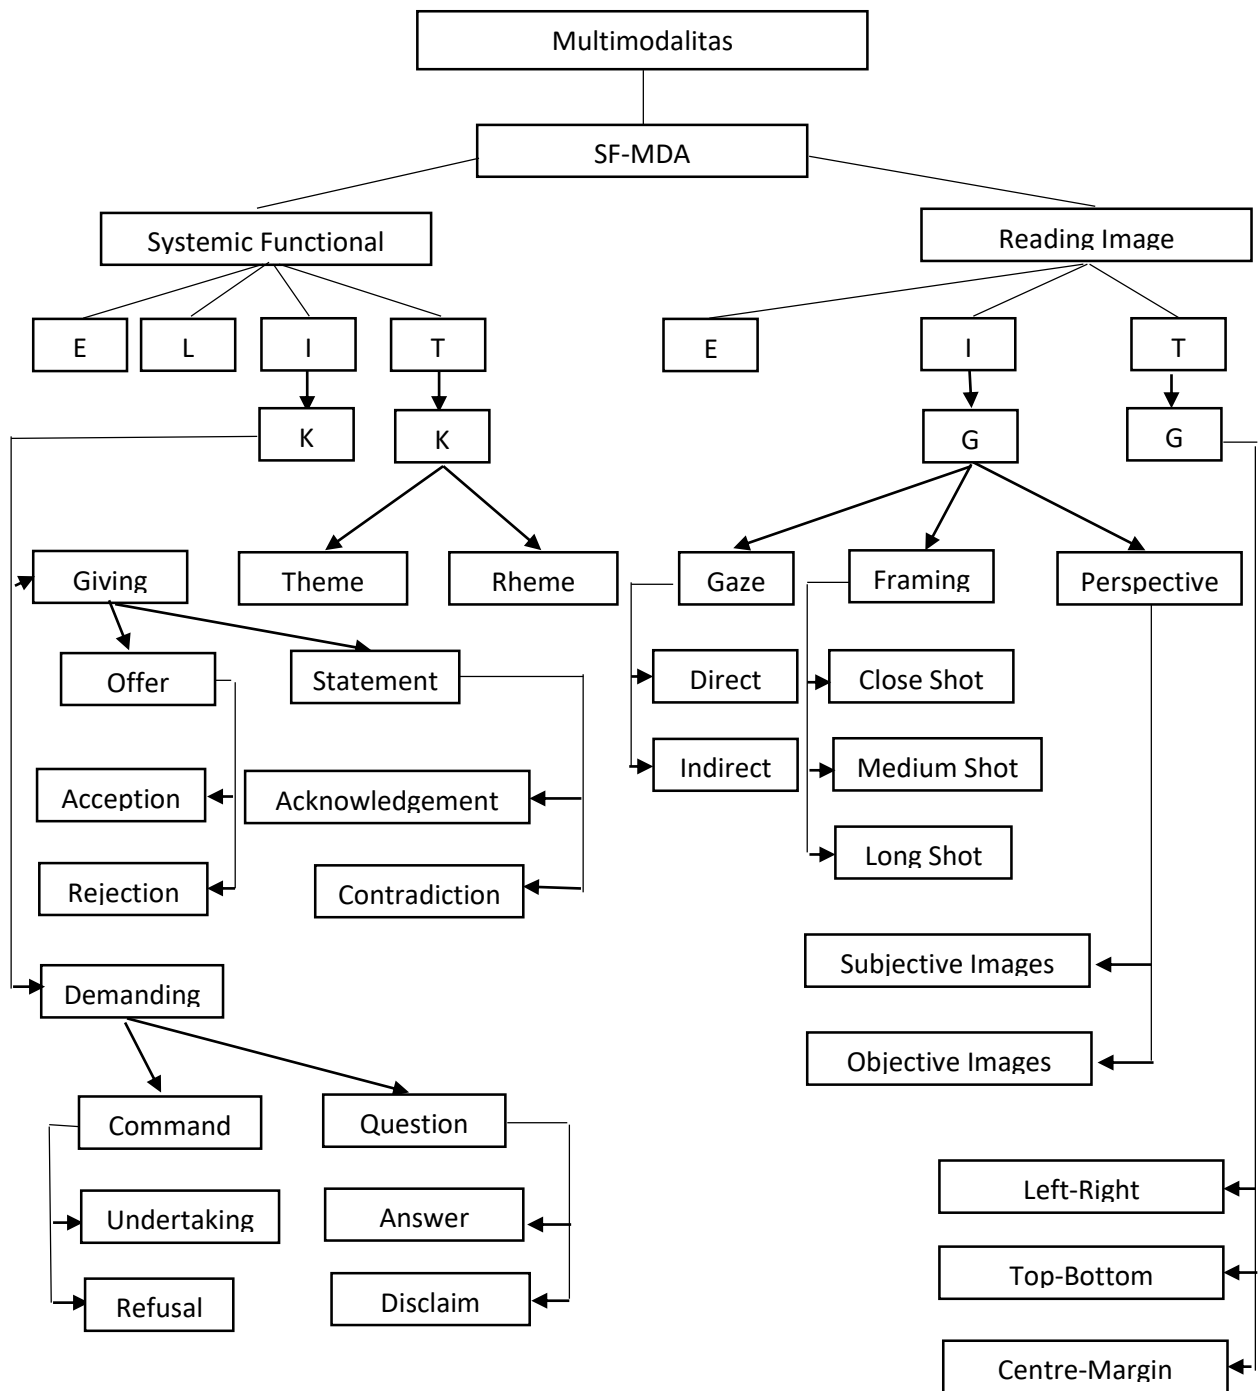 Multimodalitas
SF-MDA
Systemic Functional
Reading Image
E
L
I
T
E
I
T
K
K
G
G
Giving
Theme
Rheme
Gaze
Framing
Perspective
Offer
Statement
Direct
Close Shot
Acception
Acknowledgement
Indirect
Medium Shot
Rejection
Contradiction
Long Shot
Subjective Images
Demanding
Objective Images
Command
Question
Undertaking
Answer
Left-Right
Refusal
Disclaim
Top-Bottom
Centre-Margin